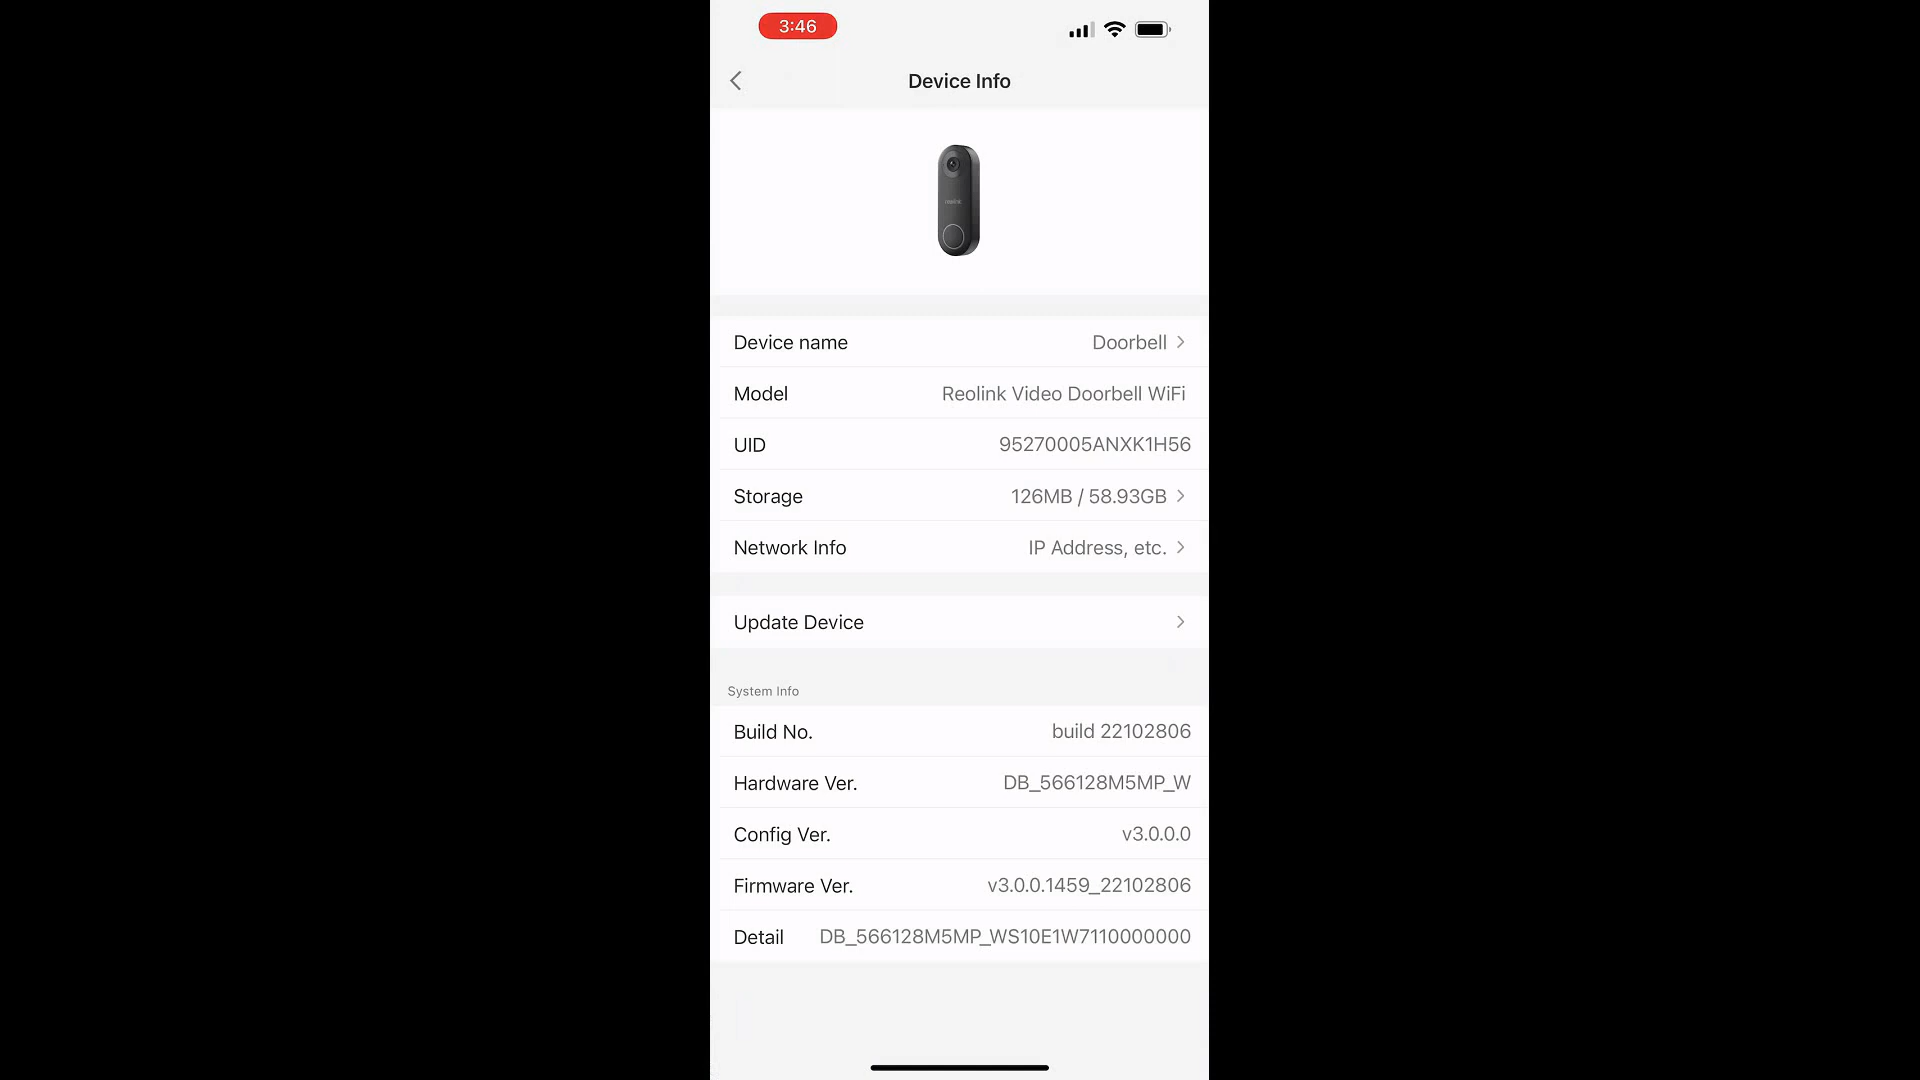 3:46
Device Info
reolink
Device name Doorbell
Model Reolink Video Doorbell WiFi
UID 95270005ANXK1H56
Storage 126MB / 58.93GB
Network Info IP Address, etc.
Update Device
System Info
Build No. build 22102806
Hardware Ver. DB_566128M5MP_W
Config Ver. v3.0.0.0
Firmware Ver. v3.0.0.1459_22102806
Detail DB_566128M5MP_WS10E1W7110000000